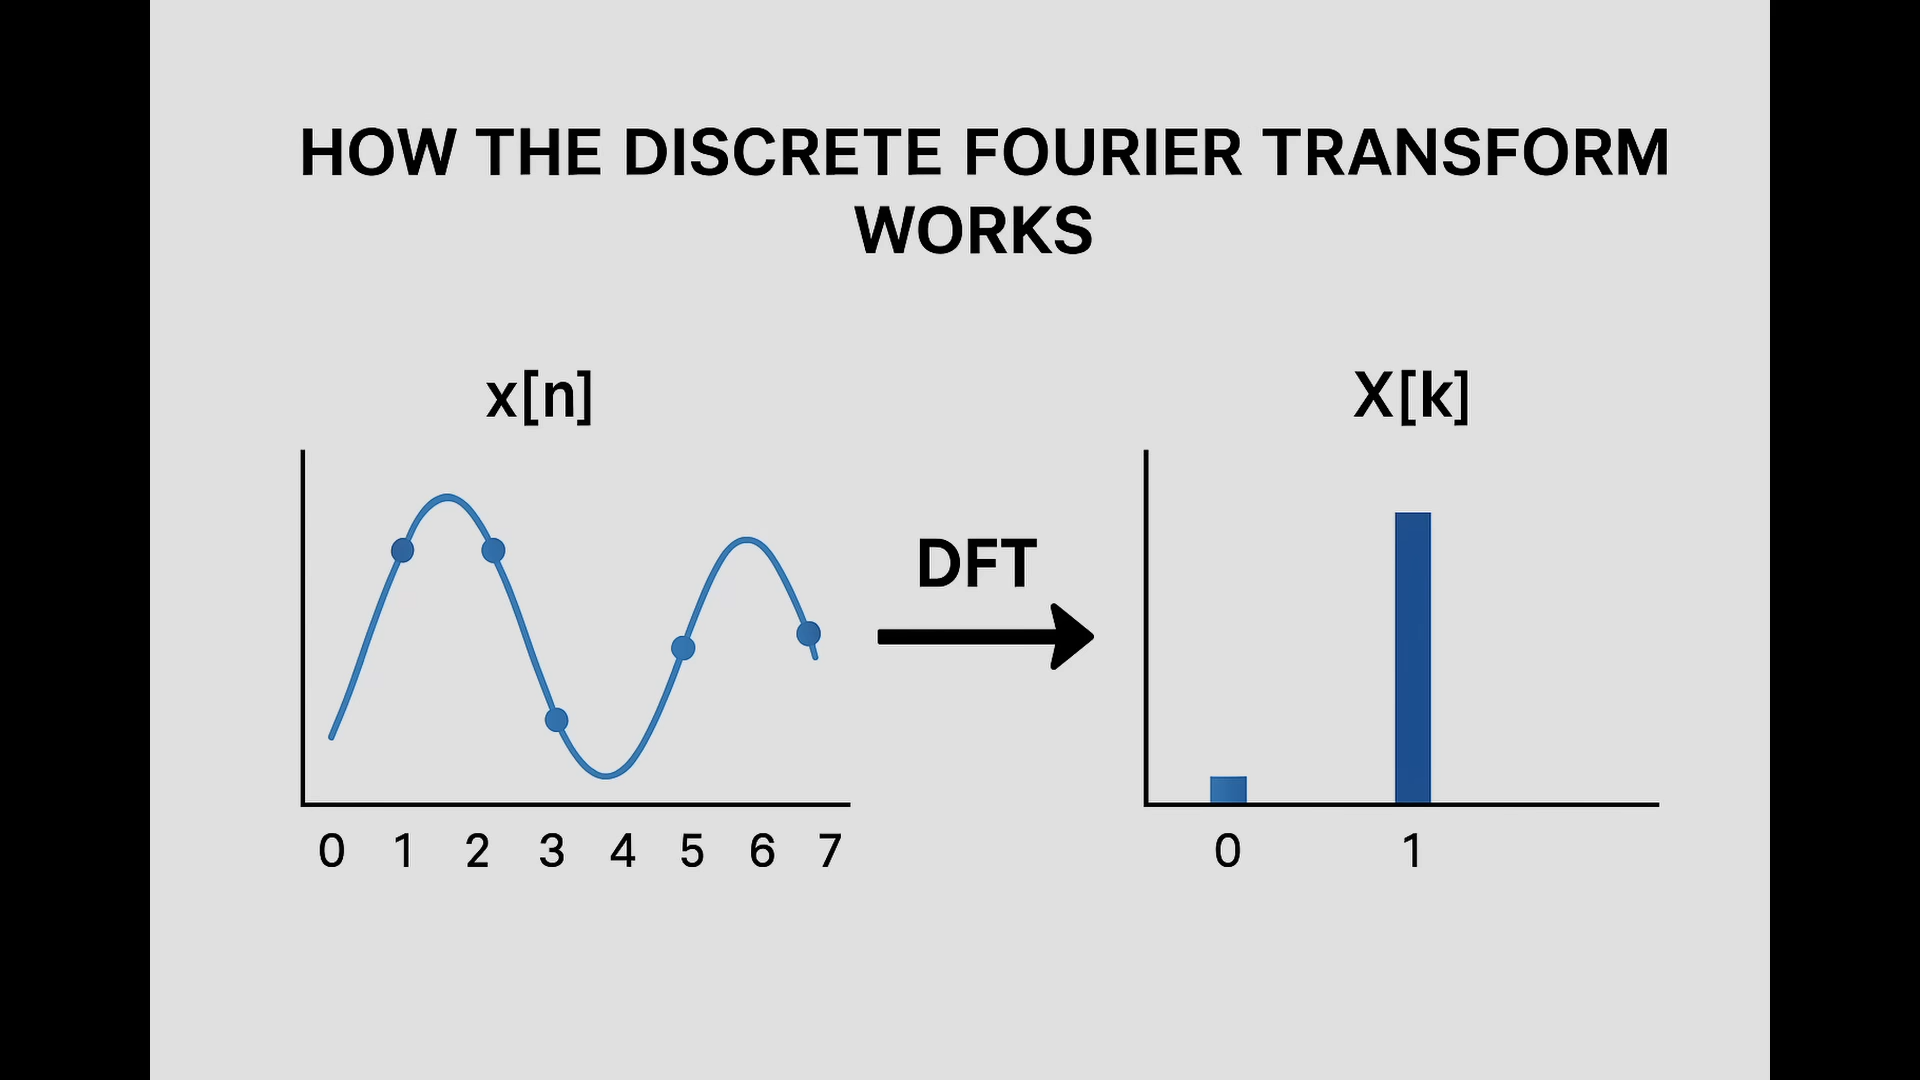 HOW THE DISCRETE FOURIER TRANSFORM
WORKS
x[n]
X[k]
DFT
0 1 2 3 4 5 6 7
0 1